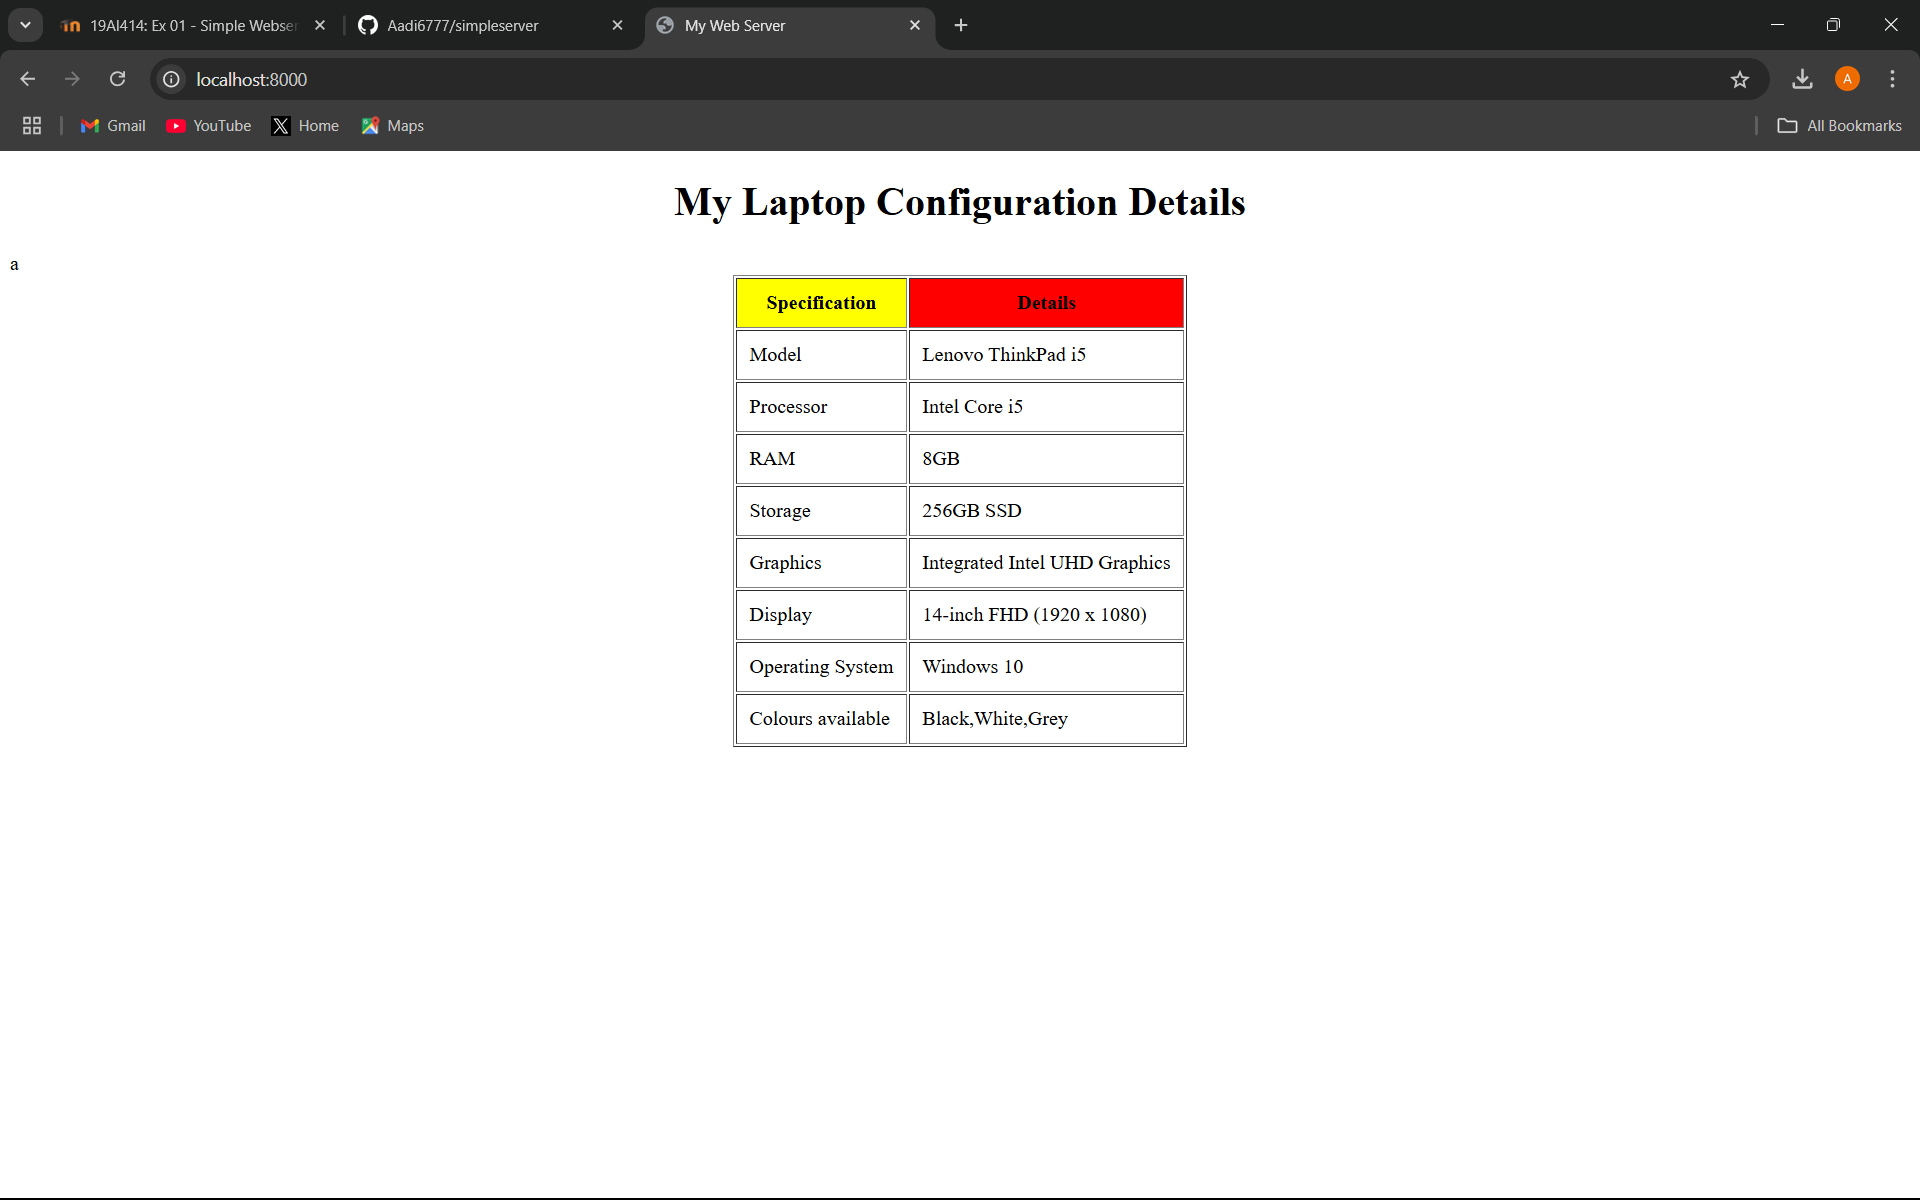 19AI414: Ex 01 - Simple Webser
Aadi6777/simpleserver
My Web Server
localhost:8000
A
Gmail
YouTube
Home
Maps
All Bookmarks
My Laptop Configuration Details
a
Specification Details
Model Lenovo ThinkPad i5
Processor Intel Core i5
RAM 8GB
Storage 256GB SSD
Graphics Integrated Intel UHD Graphics
Display 14-inch FHD (1920 x 1080)
Operating System Windows 10
Colours available Black,White,Grey